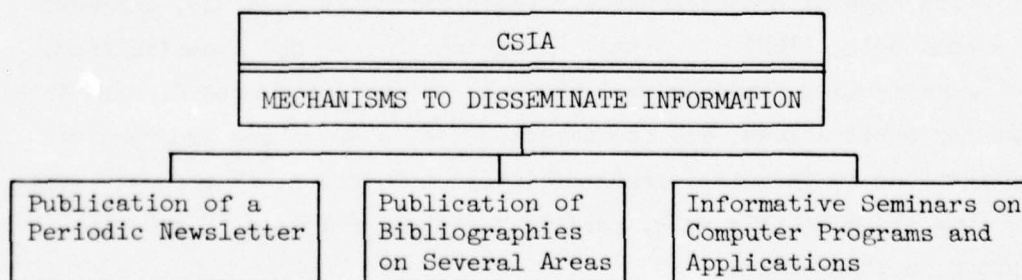 CSIA
MECHANISMS TO DISSEMINATE INFORMATION
Publication of a
Periodic Newsletter
Publication of
Bibliographies
on Several Areas
Informative Seminars on
Computer Programs and
Applications